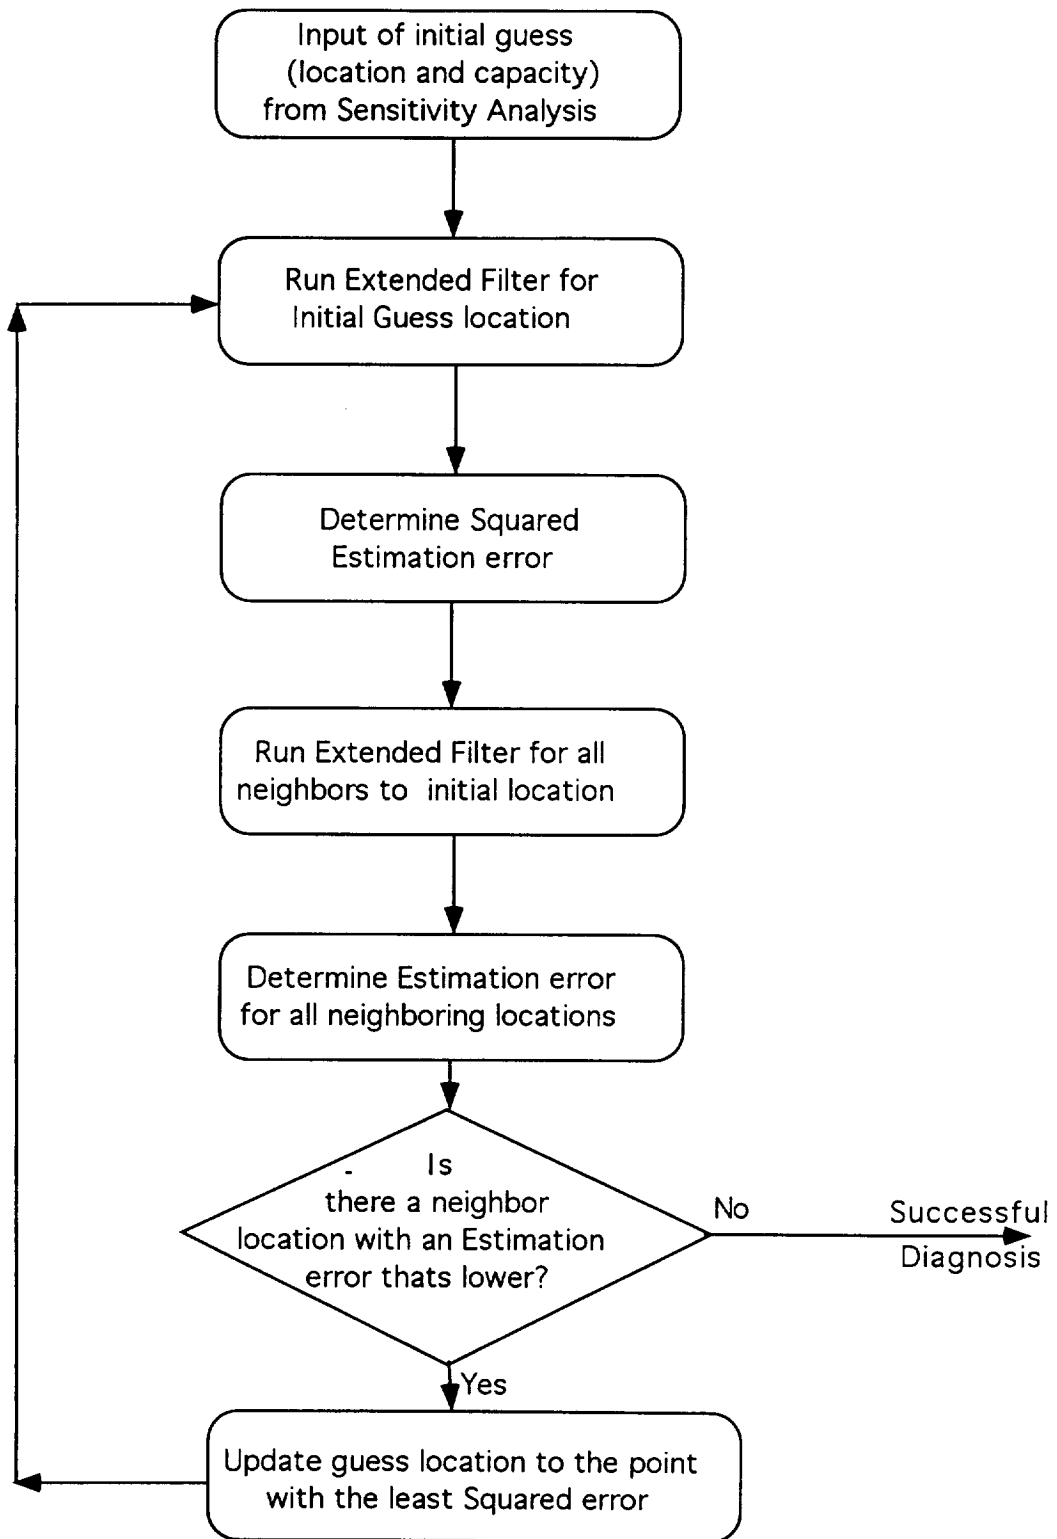 Input of initial guess
(location and capacity)
from Sensitivity Analysis
Run Extended Filter for
Initial Guess location
Determine Squared
Estimation error
Run Extended Filter for all
neighbors to initial location
Determine Estimation error
for all neighboring locations
Is
there a neighbor
location with an Estimation
error thats lower?
No
Successful
Diagnosis
Yes
Update guess location to the point
with the least Squared error